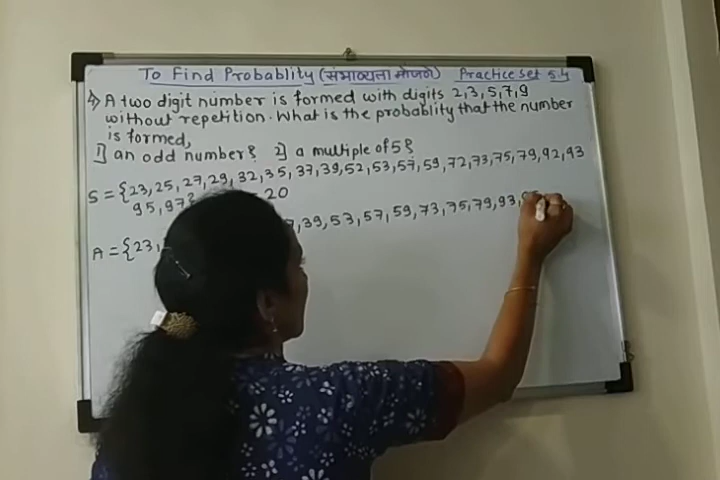 To Find Probablity (संभाव्यता मोजणे) Practice set 5.4
4) A two digit number is formed with digits 2,3,5,7,9
without repetition. What is the probablity that the number
is formed,
1] an odd number? 2] a multiple of 5?
S = {23, 25, 27, 29, 32, 35, 37, 39, 52, 53, 57, 59, 72, 73, 75, 79, 92, 93
95, 97} = 20
A = {23, 39, 53, 57, 59, 73, 75, 79, 93,